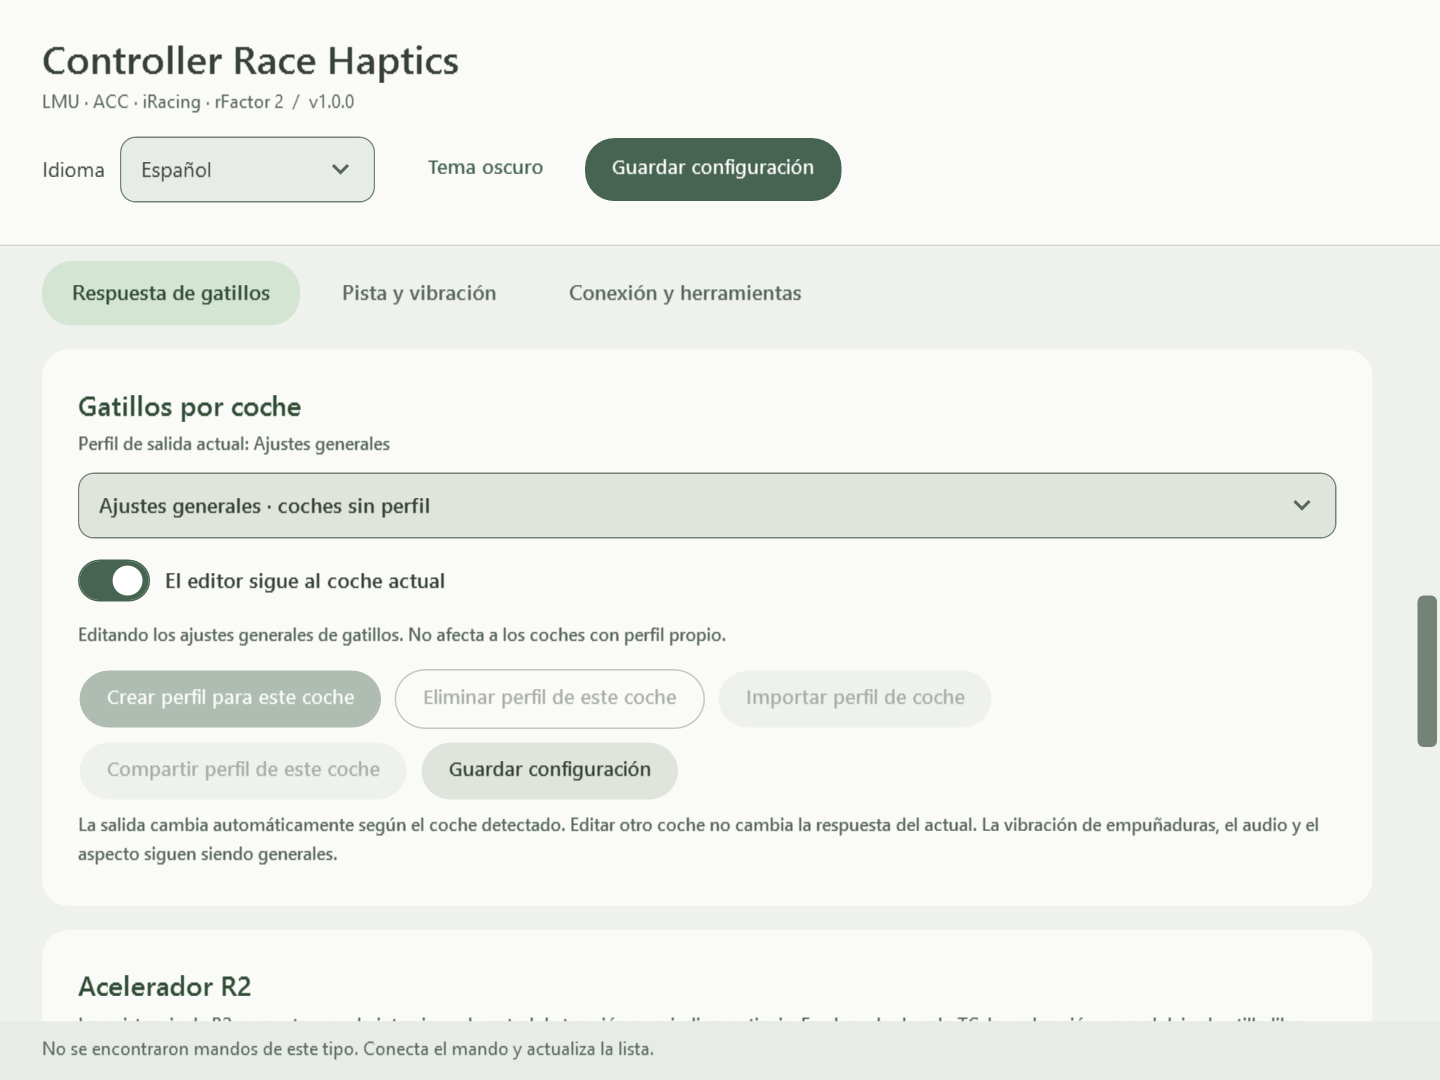 Controller Race Haptics
LMU · ACC · iRacing · rFactor 2 / v1.0.0
Idioma
Español
Tema oscuro
Guardar configuración
Respuesta de gatillos
Pista y vibración
Conexión y herramientas
Gatillos por coche
Perfil de salida actual: Ajustes generales
Ajustes generales · coches sin perfil
El editor sigue al coche actual
Editando los ajustes generales de gatillos. No afecta a los coches con perfil propio.
Crear perfil para este coche
Eliminar perfil de este coche
Importar perfil de coche
Compartir perfil de este coche
Guardar configuración
La salida cambia automáticamente según el coche detectado. Editar otro coche no cambia la respuesta del actual. La vibración de empuñaduras, el audio y el
aspecto siguen siendo generales.
Acelerador R2
No se encontraron mandos de este tipo. Conecta el mando y actualiza la lista.